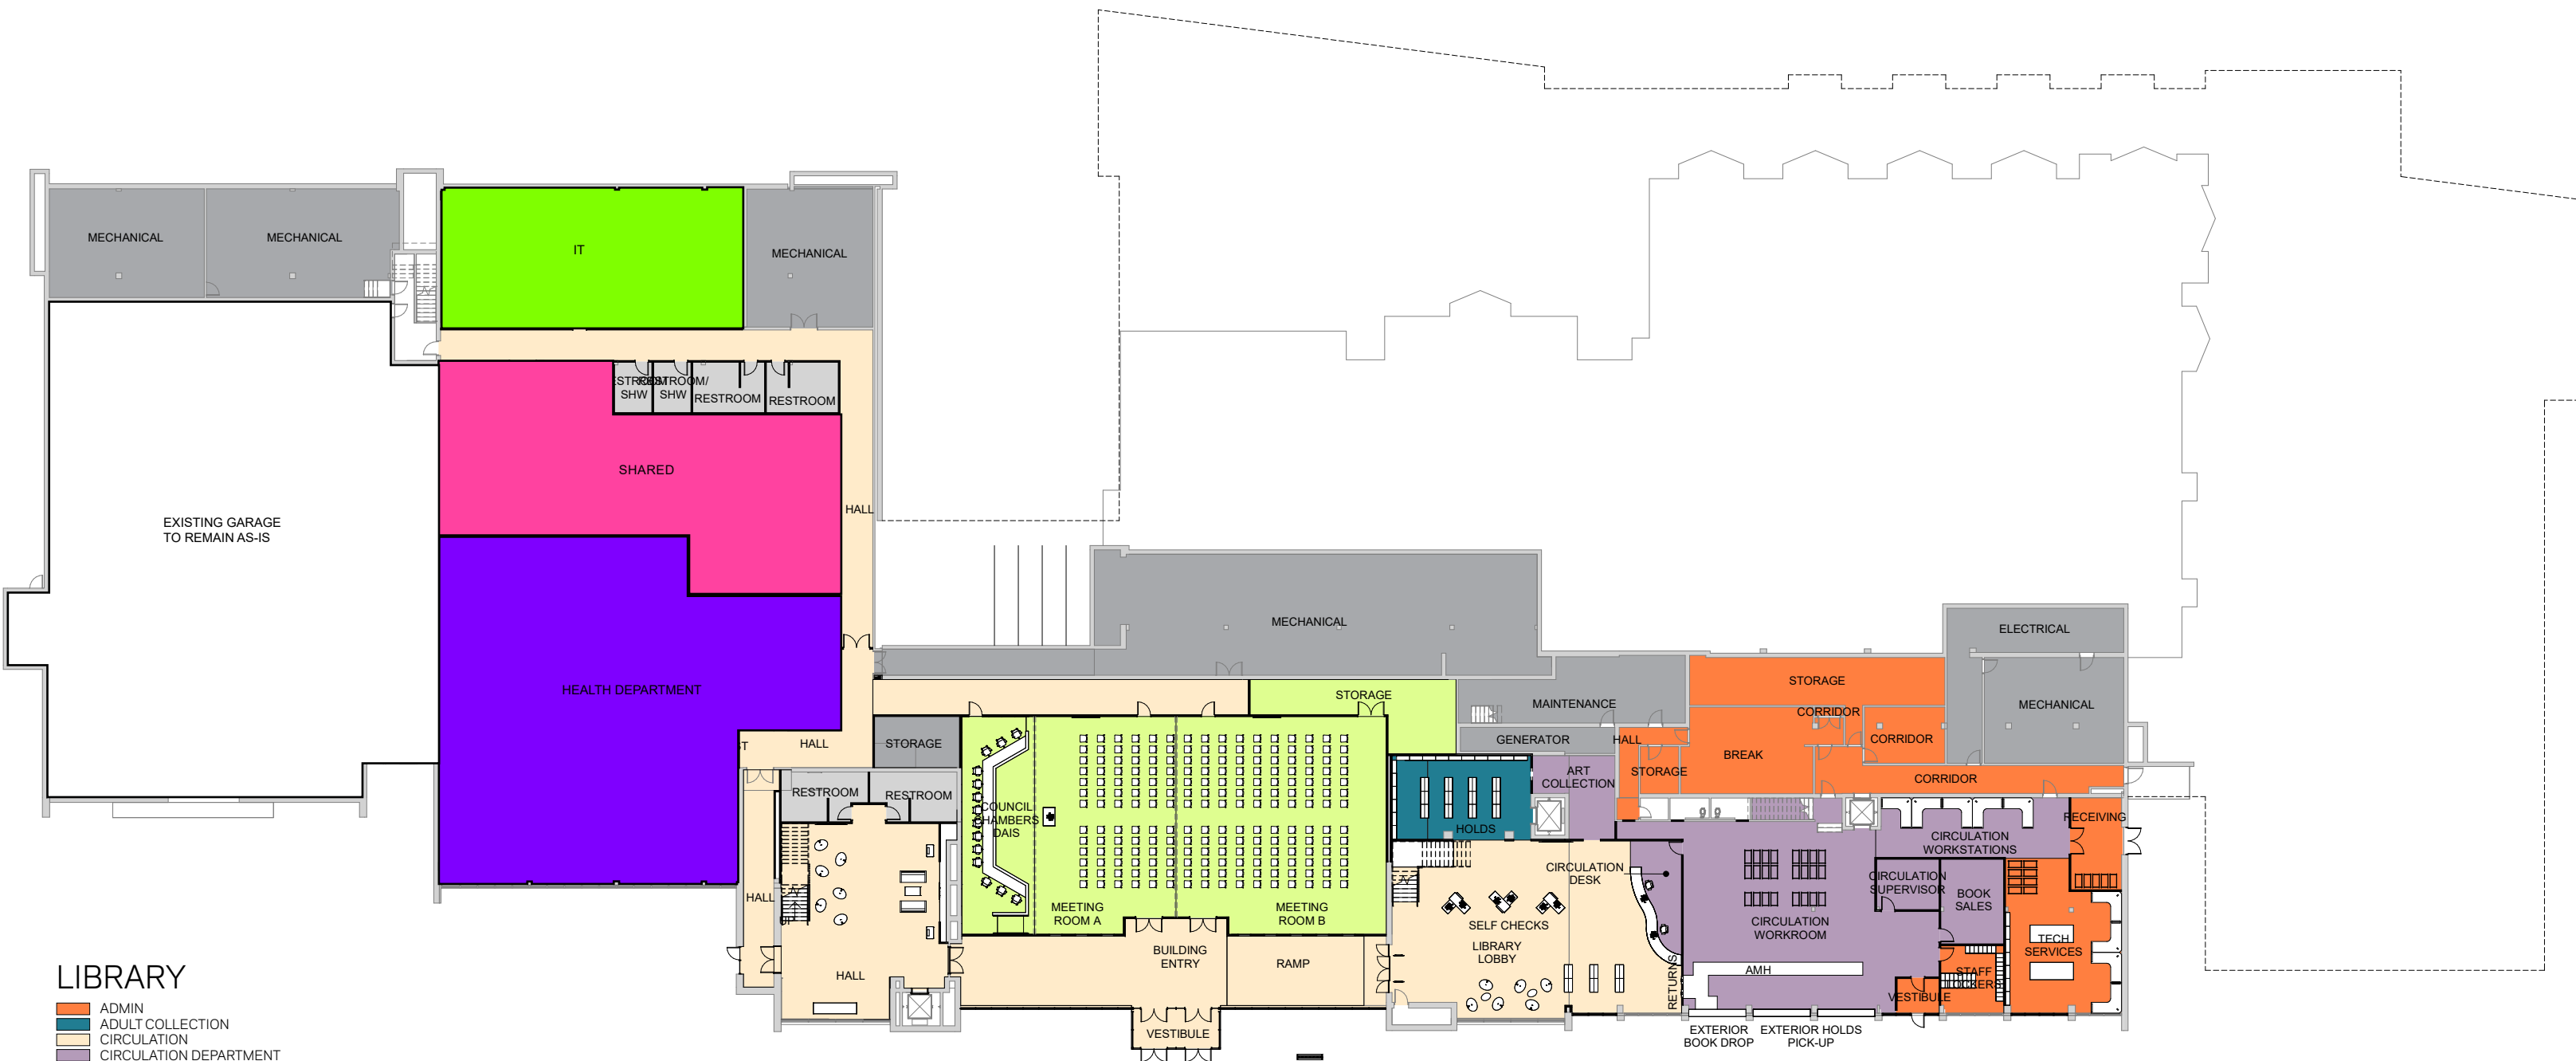 MECHANICAL
MECHANICAL
IT
MECHANICAL
RESTROOM/
SHW
SHW
RESTROOM
RESTROOM
SHARED
HALL
EXISTING GARAGE
TO REMAIN AS-IS
MECHANICAL
ELECTRICAL
HEALTH DEPARTMENT
STORAGE
STORAGE
MAINTENANCE
CORRIDOR
MECHANICAL
HALL
STORAGE
GENERATOR
HALL
BREAK
CORRIDOR
STORAGE
ART
COLLECTION
CORRIDOR
RESTROOM
RESTROOM
COUNCIL
CHAMBERS
DAIS
HOLDS
RECEIVING
CIRCULATION
WORKSTATIONS
CIRCULATION
DESK
CIRCULATION
SUPERVISOR
BOOK
SALES
HALL
MEETING
ROOM A
MEETING
ROOM B
SELF CHECKS
CIRCULATION
WORKROOM
TECH
SERVICES
BUILDING
ENTRY
RAMP
LIBRARY
LOBBY
HALL
RETURNS
AMH
STAFF
VESTIBULE
VESTIBULE
EXTERIOR
BOOK DROP
EXTERIOR HOLDS
PICK-UP
LIBRARY
ADMIN
ADULT COLLECTION
CIRCULATION
CIRCULATION DEPARTMENT